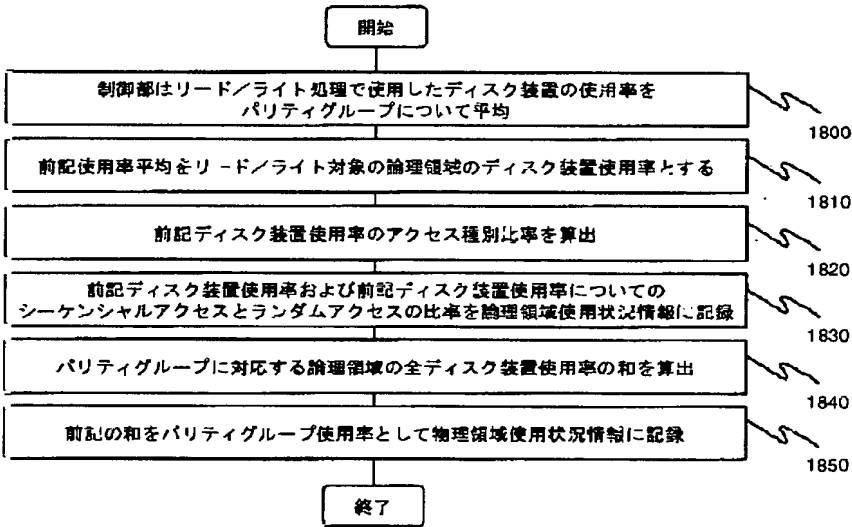 開始
制御部はリード／ライト処理で使用したディスク装置の使用率を
パリティグループについて平均
1800
前記使用率平均をリード／ライト対象の論理領域のディスク装置使用率とする
1810
前記ディスク装置使用率のアクセス種別比率を算出
1820
前記ディスク装置使用率および前記ディスク装置使用率についての
シーケンシャルアクセスとランダムアクセスの比率を論理領域使用状況情報に記録
1830
パリティグループに対応する論理領域の全ディスク装置使用率の和を算出
1840
前記の和をパリティグループ使用率として物理領域使用状況情報に記録
1850
終了